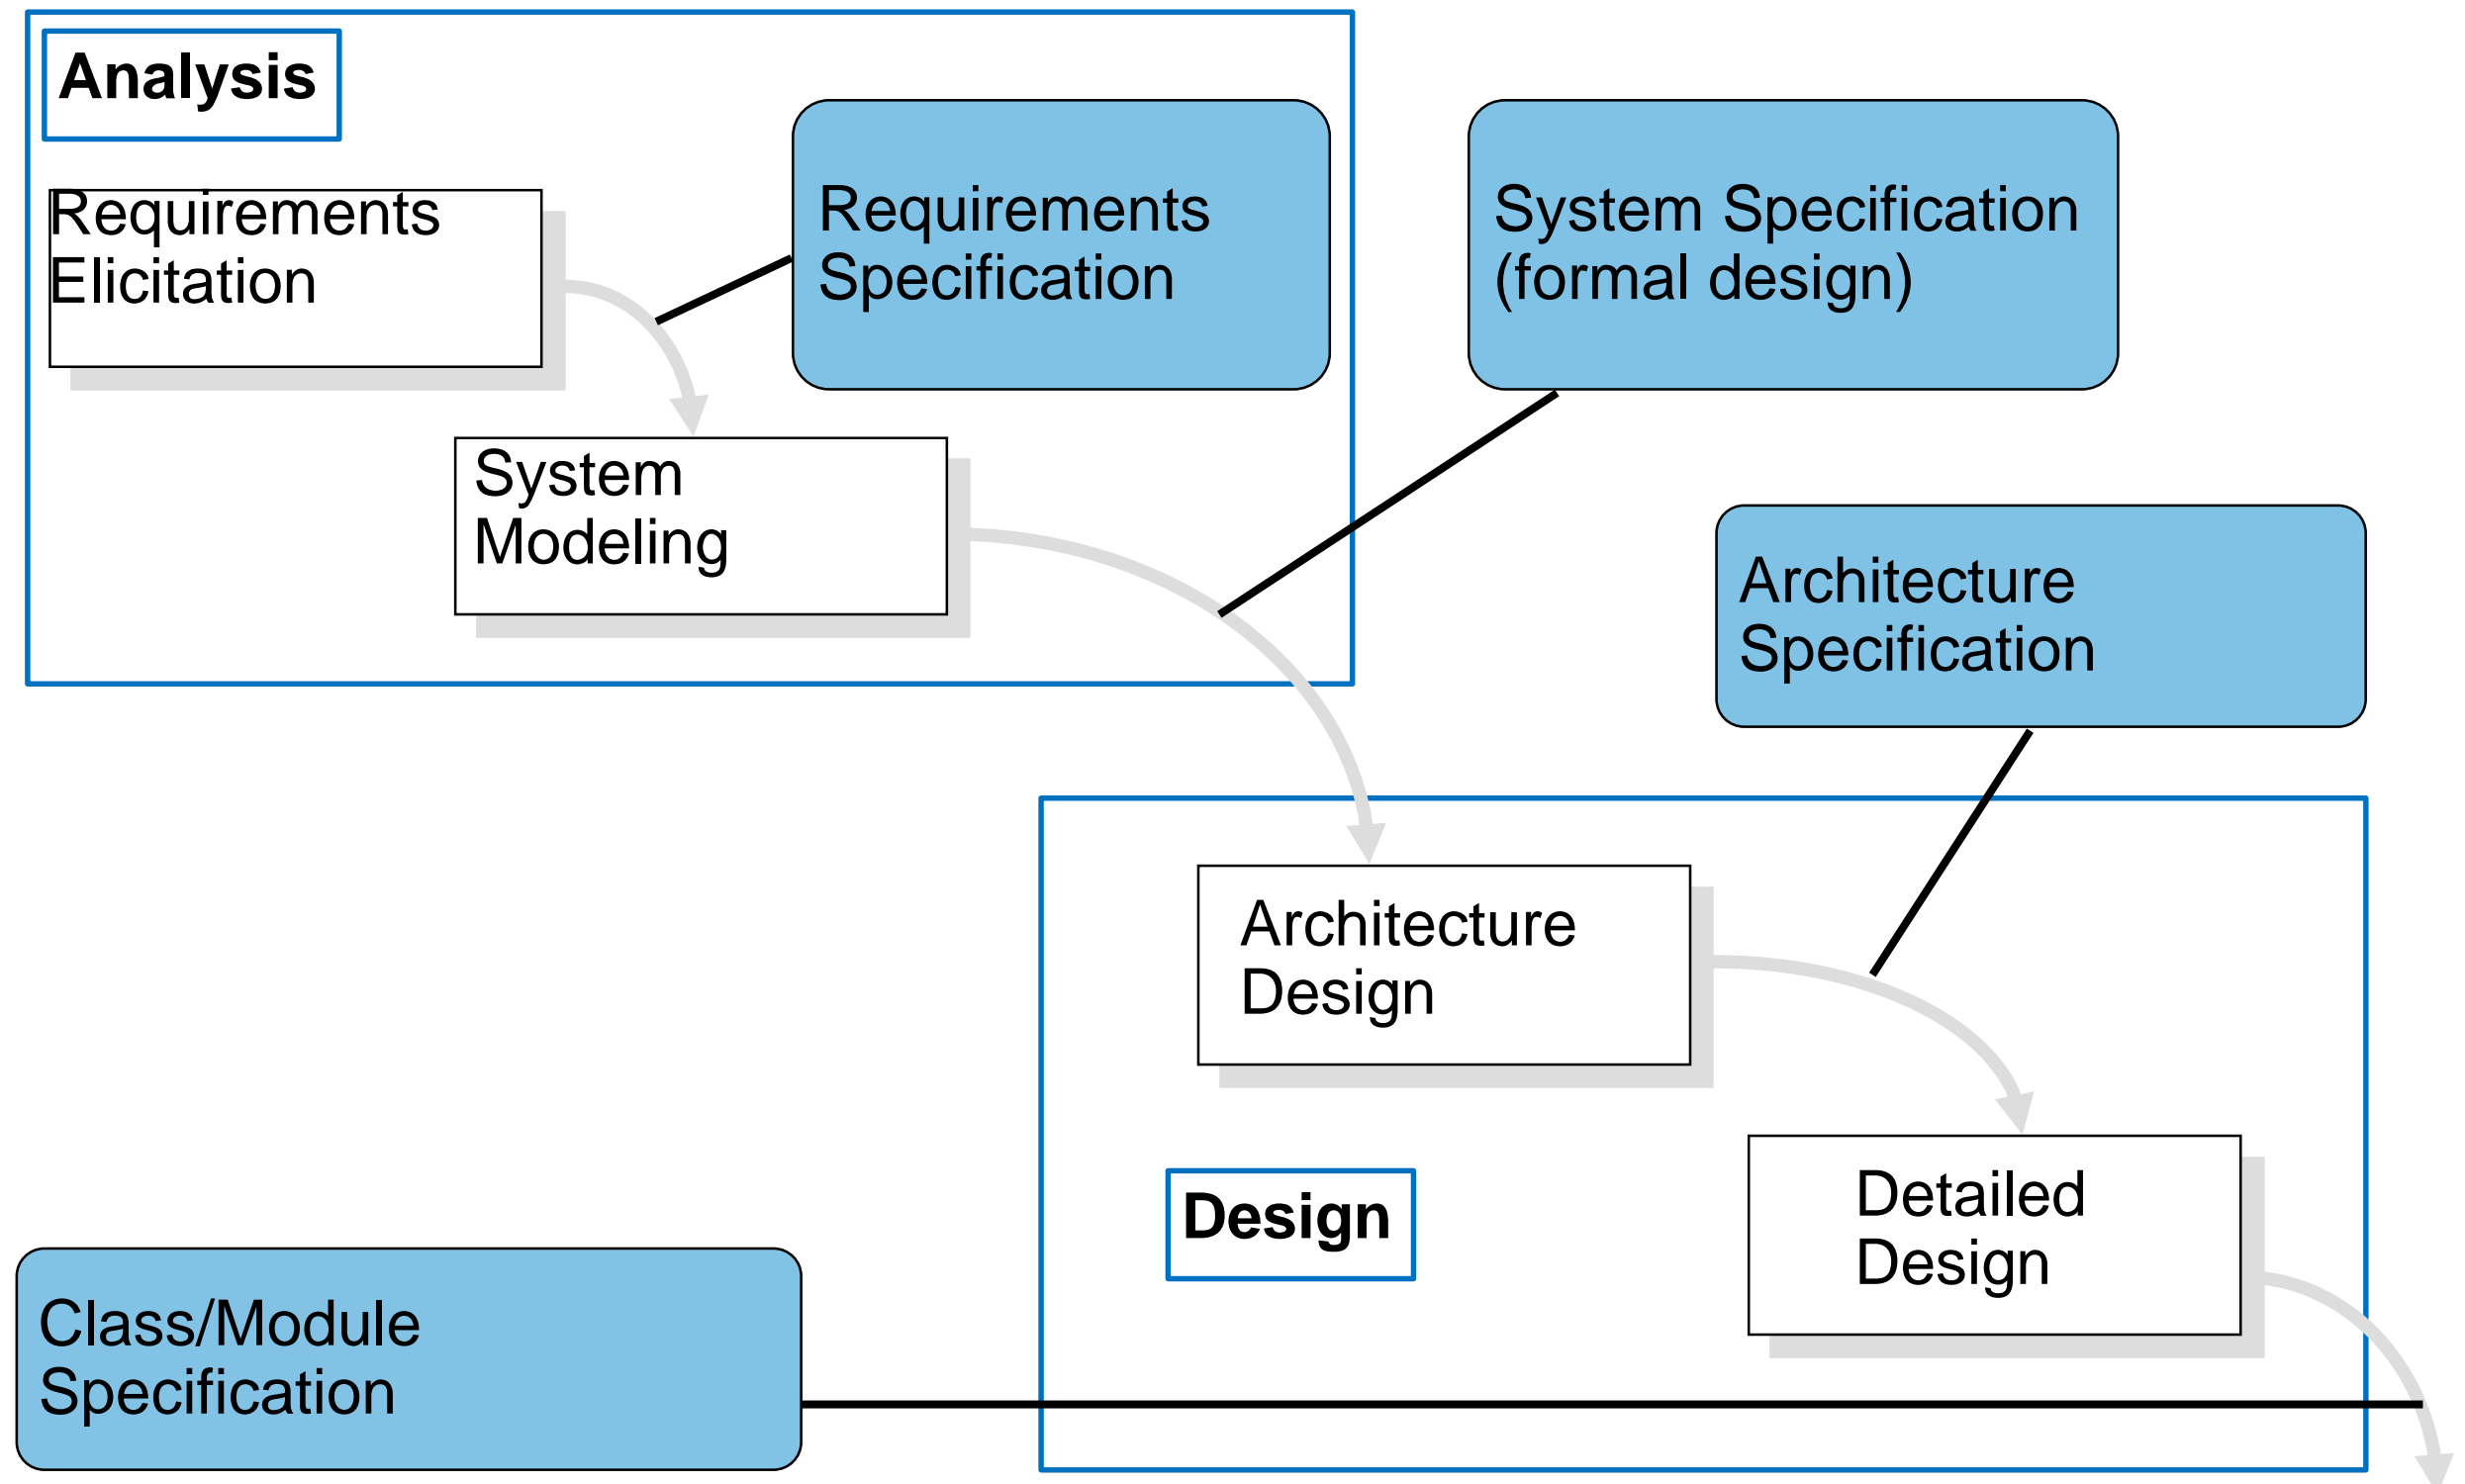 Analysis
Requirements
Elicitation
Requirements
Specification
System Specification
(formal design)
System
Modeling
Architecture
Specification
Architecture
Design
Design
Detailed
Design
Class/Module
Specification